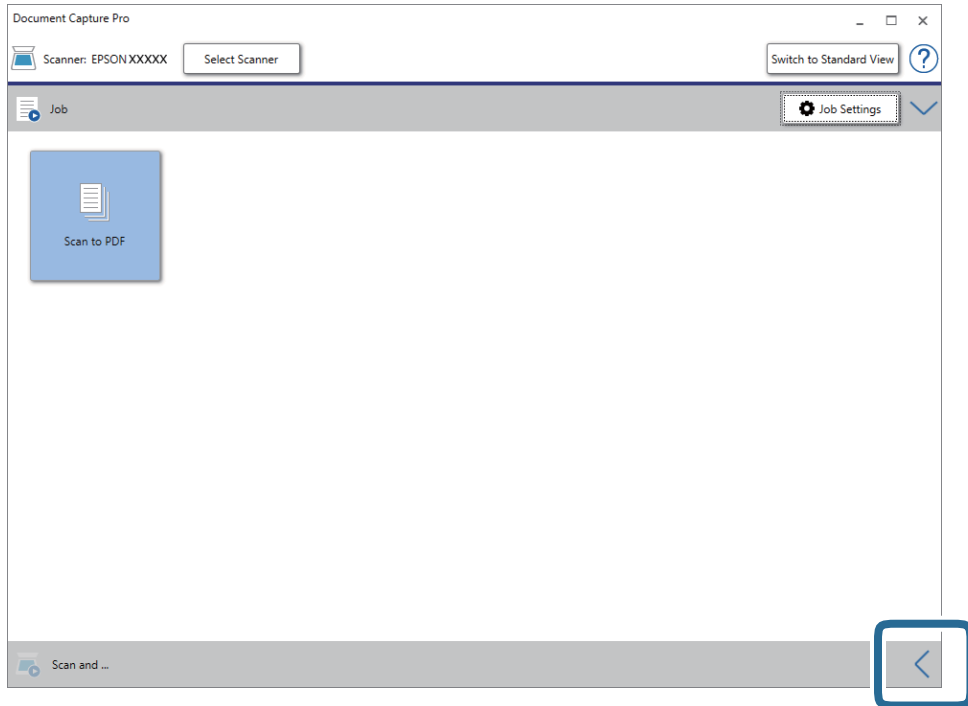 Document Capture Pro
Scanner: EPSON XXXXX Select Scanner Switch to Standard View ?
Job Job Settings
Scan to PDF
Scan and ...